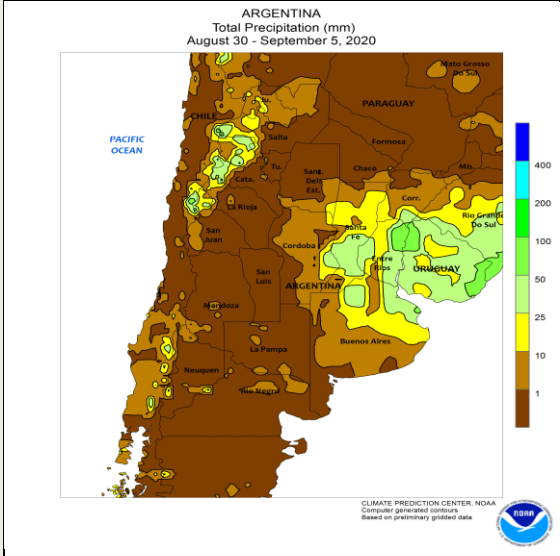 ARGENTINA
Total Precipitation (mm)
August 30 - September 5, 2020
Mato Grosso
Do Sul
Ju.
PARAGUAY
CHILE
PACIFIC
OCEAN
Salta
Formosa
Tu.
Sant.
Del
Est.
Chaco
Mis.
Cata.
Corr.
La Rioja
Rio Grande
Do Sul
San
Juan
Santa
Fe
Cordoba
Entre
Rios
URUGUAY
San
Luis
ARGENTINA
Mendoza
Buenos Aires
La Pampa
Neuquen
Rio Negro
400
200
100
50
25
10
1
CLIMATE PREDICTION CENTER, NOAA
Computer generated contours
Based on preliminary gridded data
NOAA